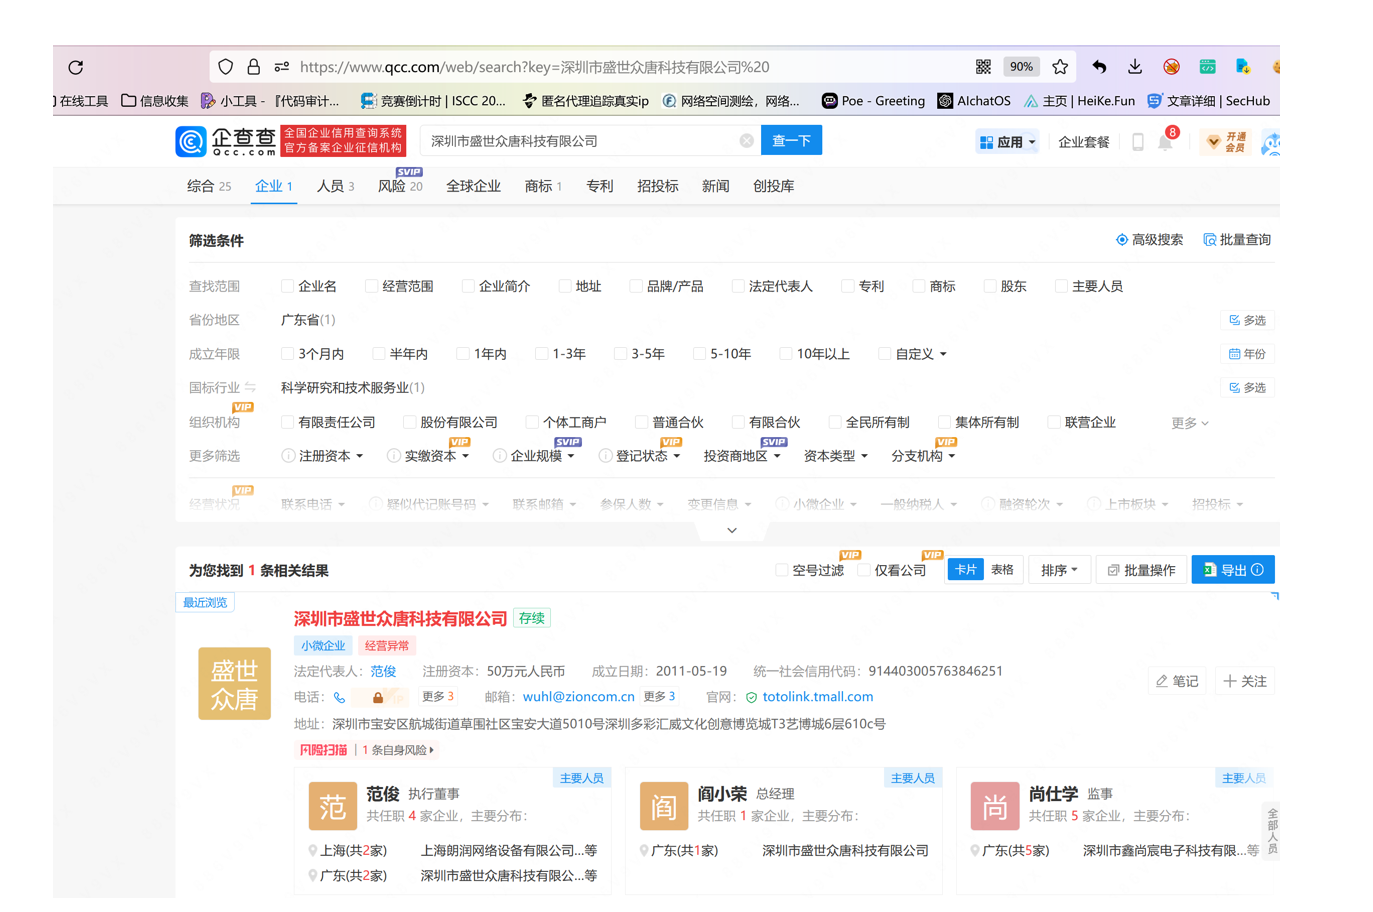 https://www.qcc.com/web/search?key=深圳市盛世众唐科技有限公司%20 90%
在线工具 信息收集 小工具 - 『代码审计... 竞赛倒计时 | ISCC 20... 匿名代理追踪真实ip 网络空间测绘，网络... Poe - Greeting AIchatOS 主页 | HeiKe.Fun 文章详细 | SecHub
企查查 Qcc.com 全国企业信用查询系统 官方备案企业征信机构 深圳市盛世众唐科技有限公司 查一下 应用 企业套餐 8 开通会员
综合 25 企业 1 人员 3 风险 20 SVIP 全球企业 商标 1 专利 招投标 新闻 创投库
筛选条件 高级搜索 批量查询
查找范围 企业名 经营范围 企业简介 地址 品牌/产品 法定代表人 专利 商标 股东 主要人员
省份地区 广东省(1) 多选
成立年限 3个月内 半年内 1年内 1-3年 3-5年 5-10年 10年以上 自定义 年份
国标行业 科学研究和技术服务业(1) 多选
组织机构 VIP 有限责任公司 股份有限公司 个体工商户 普通合伙 有限合伙 全民所有制 集体所有制 联营企业 更多
更多筛选 注册资本 实缴资本 VIP 企业规模 SVIP 登记状态 VIP 投资商地区 SVIP 资本类型 分支机构 VIP
经营状况 VIP 联系电话 疑似代记账号码 联系邮箱 参保人数 变更信息 小微企业 一般纳税人 融资轮次 上市板块 招投标
为您找到 1 条相关结果 空号过滤 VIP 仅看公司 VIP 卡片 表格 排序 批量操作 导出
最近浏览
盛世众唐
深圳市盛世众唐科技有限公司 存续
小微企业 经营异常
法定代表人：范俊 注册资本：50万元人民币 成立日期：2011-05-19 统一社会信用代码：914403005763846251
电话： 更多 3 邮箱：wuhl@zioncom.cn 更多 3 官网：totolink.tmall.com
笔记 关注
地址：深圳市宝安区航城街道草围社区宝安大道5010号深圳多彩汇威文化创意博览城T3艺博城6层610c号
风险扫描 | 1 条自身风险
主要人员 主要人员 主要人员
范 范俊 执行董事 阎 阎小荣 总经理 尚 尚仕学 监事
共任职 4 家企业，主要分布： 共任职 1 家企业，主要分布： 共任职 5 家企业，主要分布：
上海(共2家) 上海朗润网络设备有限公司...等 广东(共1家) 深圳市盛世众唐科技有限公司 广东(共5家) 深圳市鑫尚宸电子科技有限...等
广东(共2家) 深圳市盛世众唐科技有限公...等
全部人员